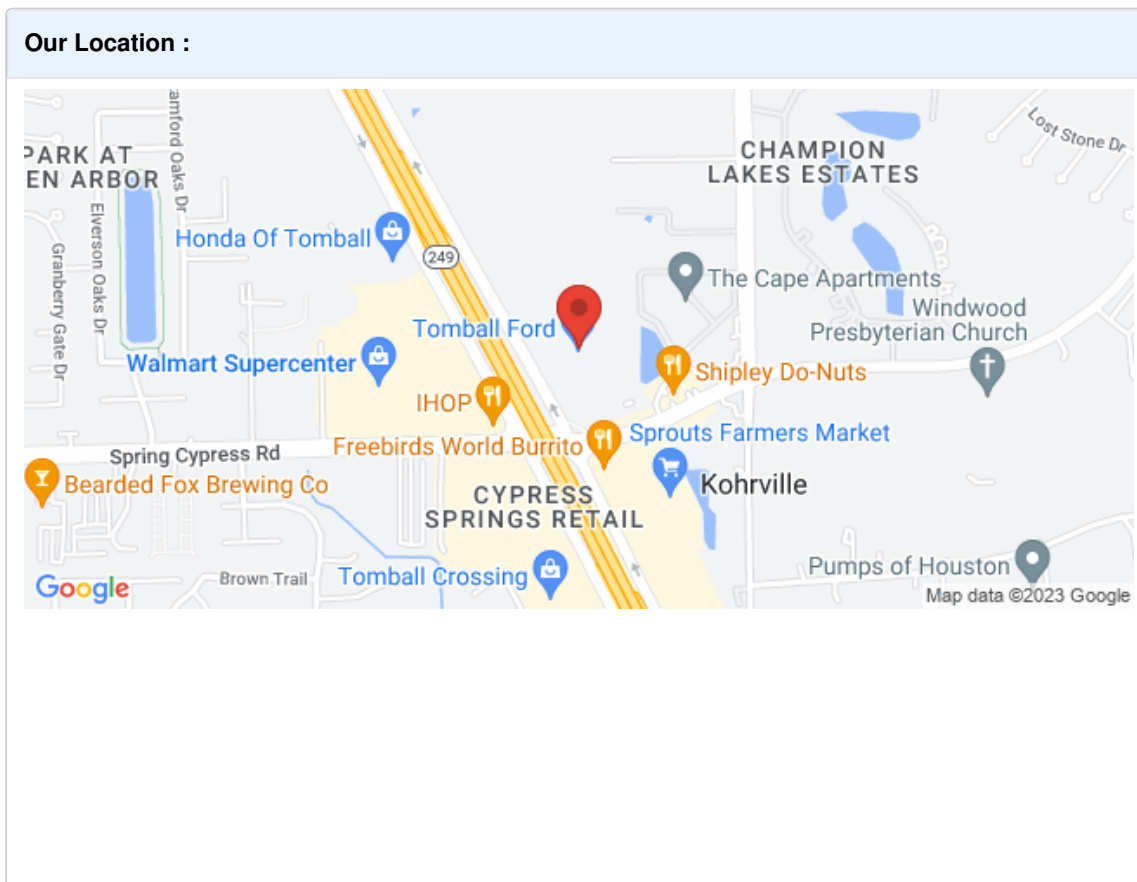 Our Location :
PARK AT
EN ARBOR
amford Oaks Dr
Elverson Oaks Dr
Granberry Gate Dr
Honda Of Tomball
249
CHAMPION
LAKES ESTATES
Lost Stone Dr
The Cape Apartments
Windwood
Presbyterian Church
Tomball Ford
Walmart Supercenter
Shipley Do-Nuts
IHOP
Freebirds World Burrito
Sprouts Farmers Market
Spring Cypress Rd
Bearded Fox Brewing Co
Kohrville
CYPRESS
SPRINGS RETAIL
Brown Trail
Tomball Crossing
Pumps of Houston
Google
Map data ©2023 Google